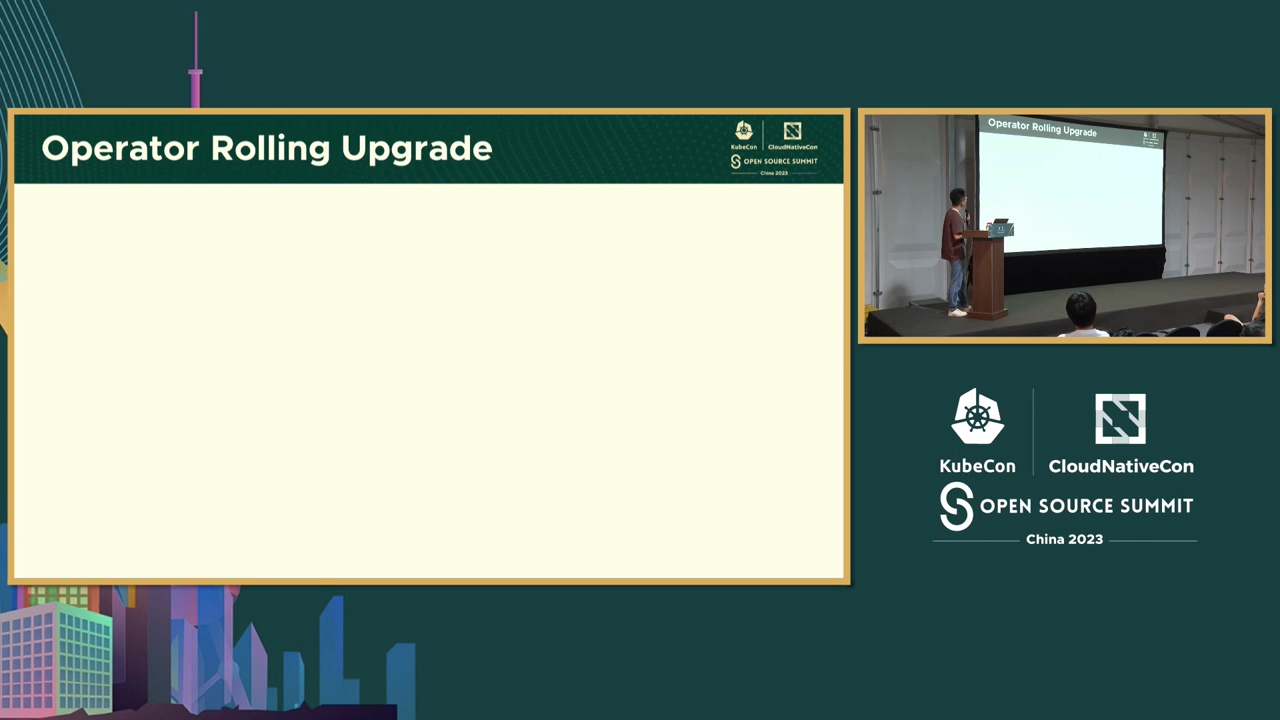 Operator Rolling Upgrade
KubeCon
CloudNativeCon
OPEN SOURCE SUMMIT
China 2023
Operator Rolling Upgrade
KubeCon
CloudNativeCon
OPEN SOURCE SUMMIT
China 2023